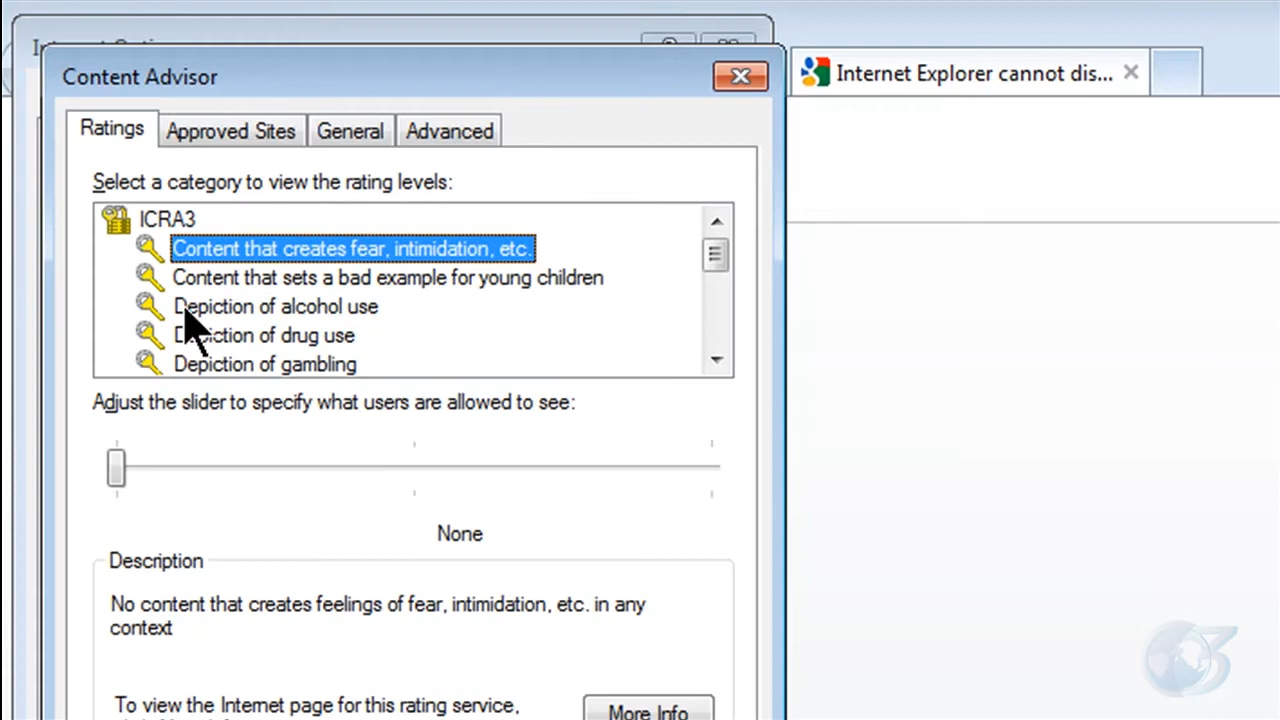 Content Advisor
Internet Explorer cannot dis...
Ratings
Approved Sites
General
Advanced
Select a category to view the rating levels:
ICRA3
Content that creates fear, intimidation, etc.
Content that sets a bad example for young children
Depiction of alcohol use
Depiction of drug use
Depiction of gambling
Adjust the slider to specify what users are allowed to see:
None
Description
No content that creates feelings of fear, intimidation, etc. in any
context
To view the Internet page for this rating service,
More Info